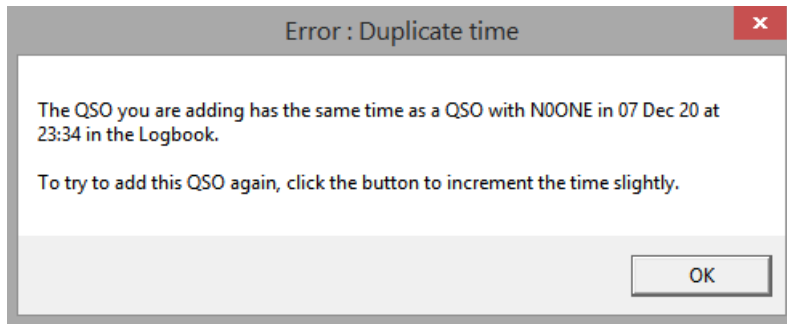 Error : Duplicate time
x
The QSO you are adding has the same time as a QSO with N0ONE in 07 Dec 20 at
23:34 in the Logbook.
To try to add this QSO again, click the button to increment the time slightly.
OK